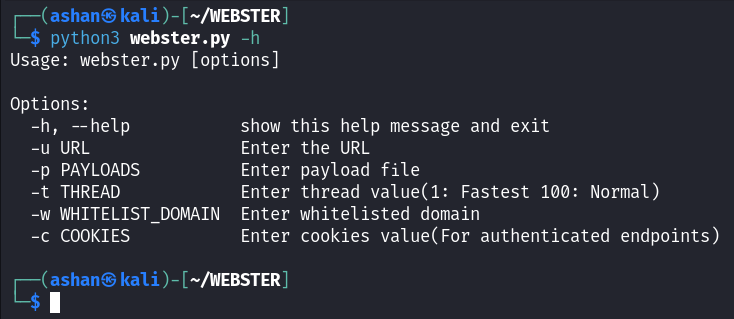 ┌──(ashan㉿kali)-[~/WEBSTER]
└─$ python3 webster.py -h
Usage: webster.py [options]

Options:
  -h, --help           show this help message and exit
  -u URL               Enter the URL
  -p PAYLOADS          Enter payload file
  -t THREAD            Enter thread value(1: Fastest 100: Normal)
  -w WHITELIST_DOMAIN  Enter whitelisted domain
  -c COOKIES           Enter cookies value(For authenticated endpoints)

┌──(ashan㉿kali)-[~/WEBSTER]
└─$